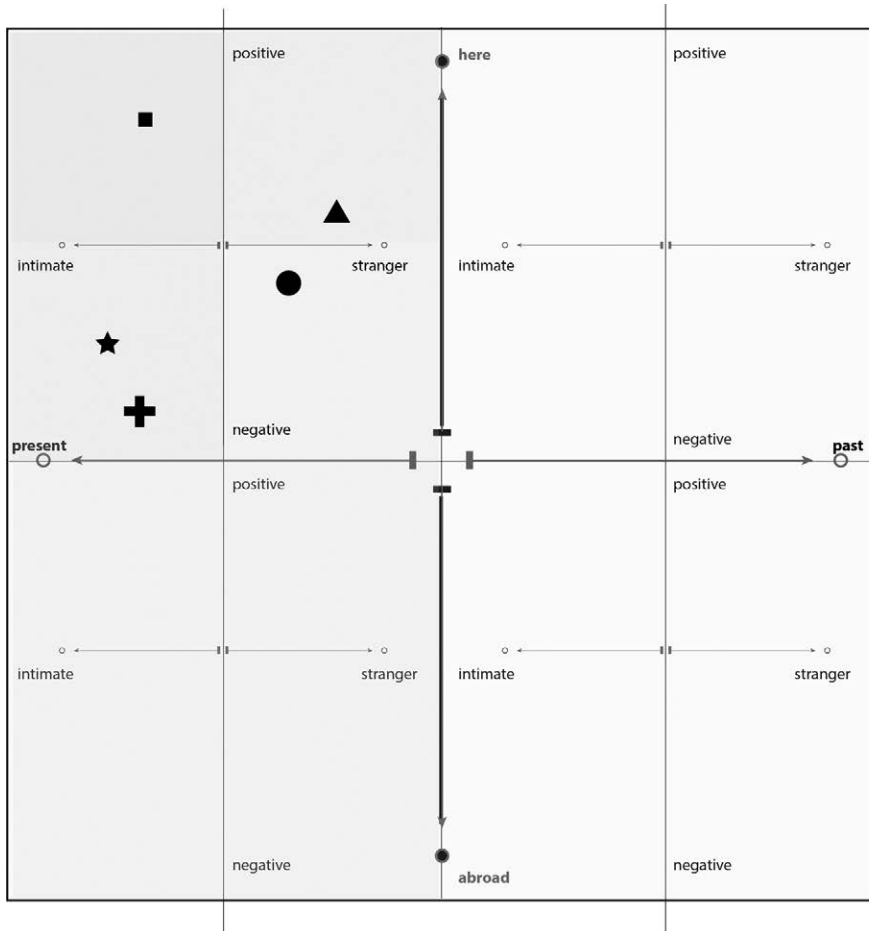 positive
here
positive
intimate
stranger
intimate
stranger
negative
negative
present
past
positive
positive
intimate
stranger
intimate
stranger
negative
negative
abroad